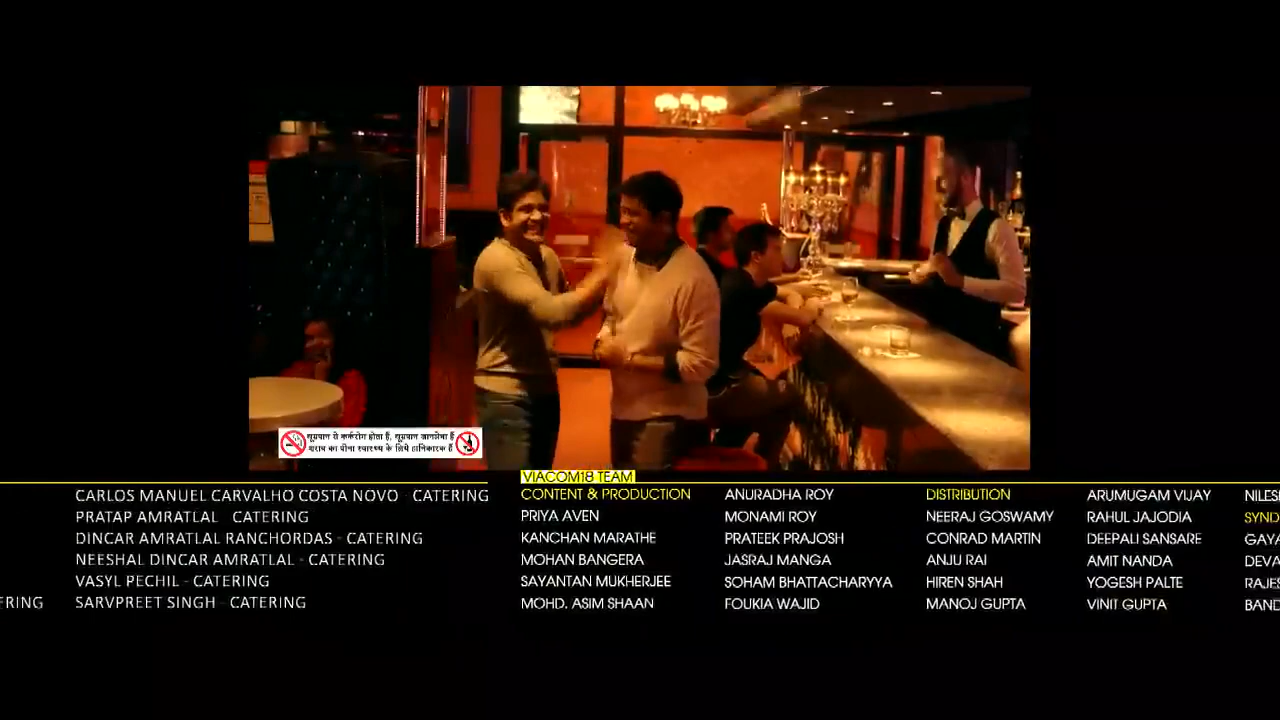 धूम्रपान से कर्करोग होता हैं, धूम्रपान जानलेवा हैं
शराब का पीना स्वास्थ्य के लिये हानिकारक हैं
VIACOM18 TEAM
CARLOS MANUEL CARVALHO COSTA NOVO - CATERING
PRATAP AMRATLAL CATERING
DINCAR AMRATLAL RANCHORDAS - CATERING
NEESHAL DINCAR AMRATLAL - CATERING
VASYL PECHIL - CATERING
SARVPREET SINGH - CATERING
CONTENT & PRODUCTION
PRIYA AVEN
KANCHAN MARATHE
MOHAN BANGERA
SAYANTAN MUKHERJEE
MOHD. ASIM SHAAN
ANURADHA ROY
MONAMI ROY
PRATEEK PRAJOSH
JASRAJ MANGA
SOHAM BHATTACHARYYA
FOUKIA WAJID
DISTRIBUTION
NEERAJ GOSWAMY
CONRAD MARTIN
ANJU RAI
HIREN SHAH
MANOJ GUPTA
ARUMUGAM VIJAY
RAHUL JAJODIA
DEEPALI SANSARE
AMIT NANDA
YOGESH PALTE
VINIT GUPTA